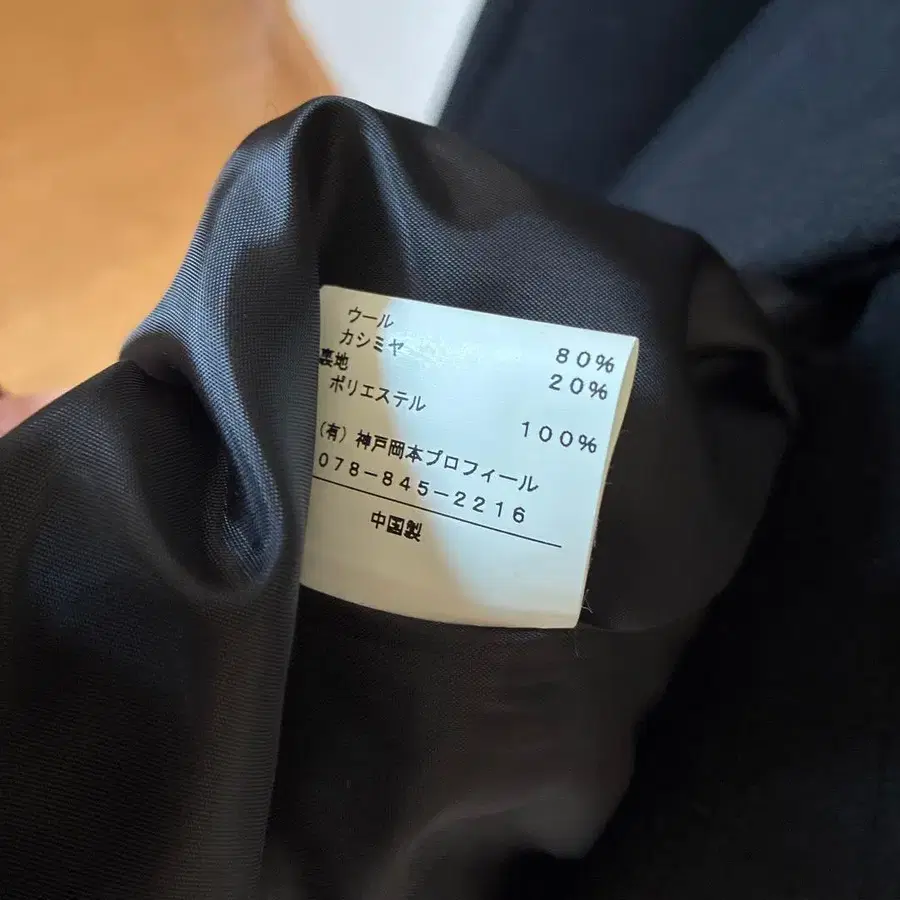 ウール 80%
カシミヤ 20%
裏地
ポリエステル 100%
(有)神戸岡本プロフィール
078-845-2216
中国製